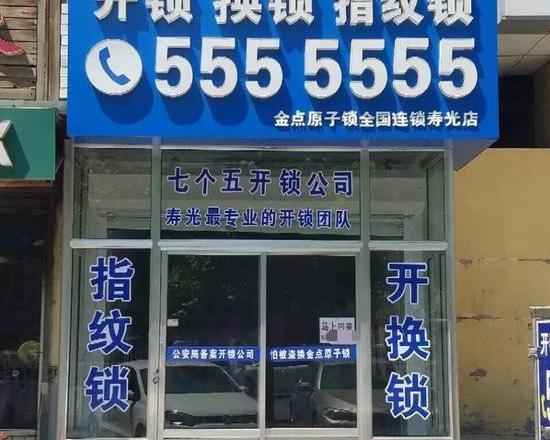 开锁 换锁 指纹锁
555 5555
金点原子锁全国连锁寿光店
七个五开锁公司
寿光最专业的开锁团队
指纹锁
开换锁
马上回来
公安局备案开锁公司
怕被盗换金点原子锁